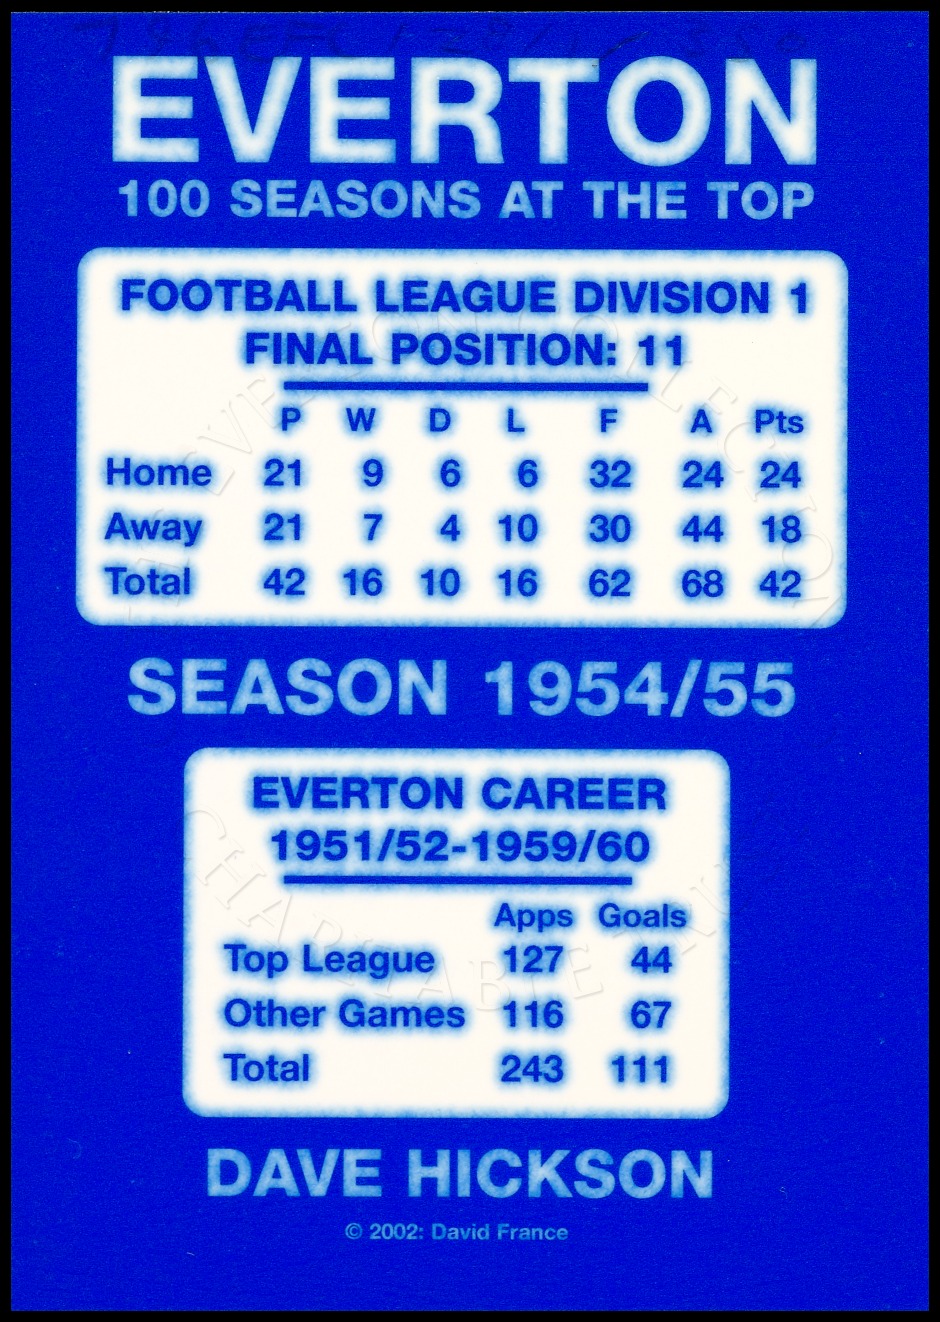 EVERTON
100 SEASONS AT THE TOP
FOOTBALL LEAGUE DIVISION 1
FINAL POSITION: 11
P W D L F A Pts
Home 21 9 6 6 32 24 24
Away 21 7 4 10 30 44 18
Total 42 16 10 16 62 68 42
SEASON 1954/55
EVERTON CAREER
1951/52-1959/60
Apps Goals
Top League 127 44
Other Games 116 67
Total 243 111
DAVE HICKSON
© 2002: David France